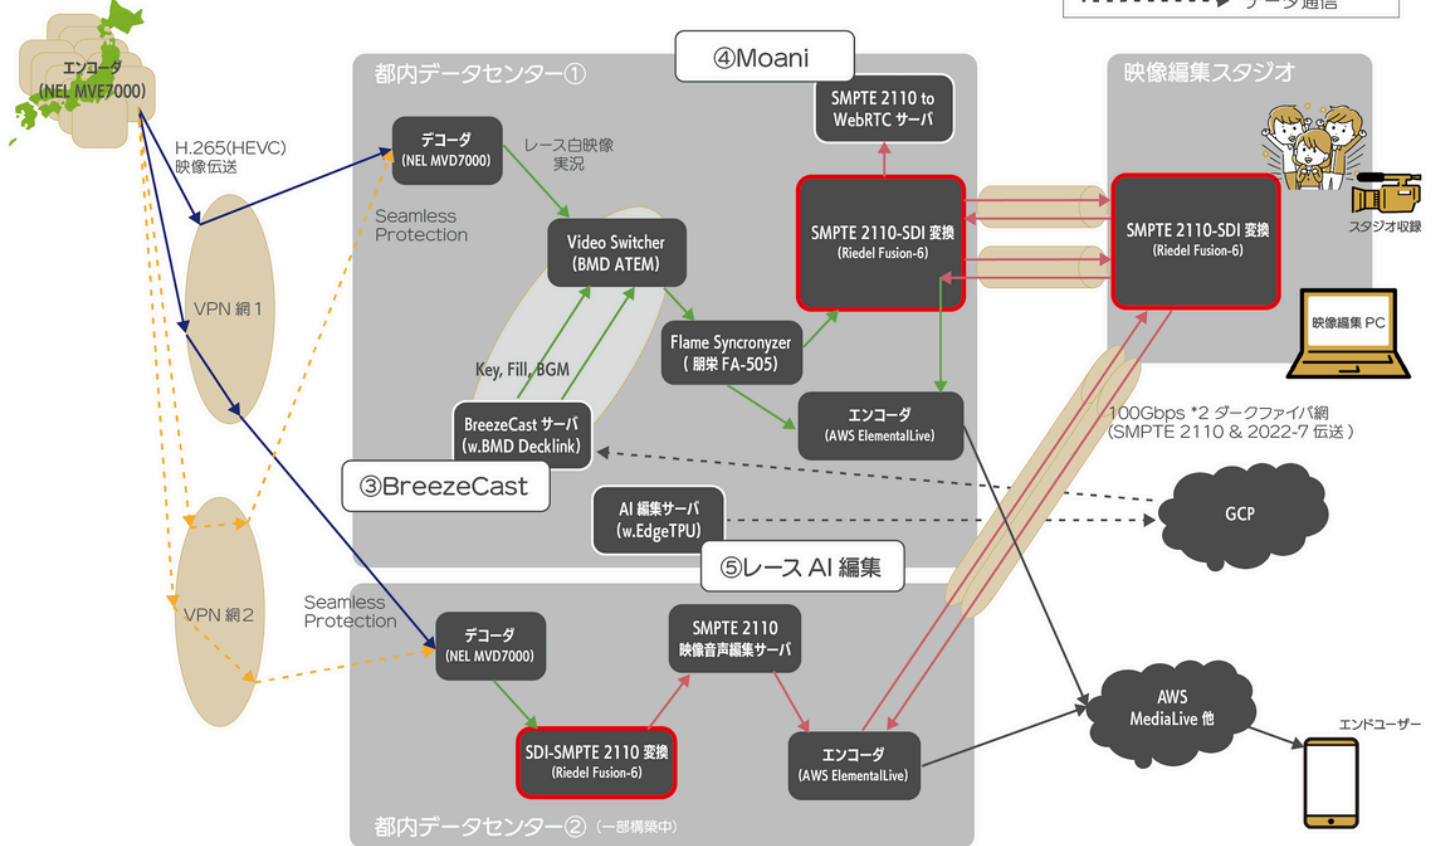 データ通信
エンコーダ
(NEL MVE7000)
H.265(HEVC)
映像伝送
VPN 網1
VPN 網2
Seamless
Protection
Seamless
Protection
都内データセンター①
④Moani
デコーダ
(NEL MVD7000)
レース白映像
実況
SMPTE 2110 to
WebRTC サーバ
Video Switcher
(BMD ATEM)
SMPTE 2110-SDI 変換
(Riedel Fusion-6)
Flame Syncronyzer
( 朋栄 FA-505)
Key, Fill, BGM
エンコーダ
(AWS ElementalLive)
BreezeCast サーバ
(w.BMD Decklink)
③BreezeCast
AI 編集サーバ
(w.EdgeTPU)
⑤レース AI 編集
映像編集スタジオ
SMPTE 2110-SDI 変換
(Riedel Fusion-6)
スタジオ収録
映像編集 PC
100Gbps *2 ダークファイバ網
(SMPTE 2110 & 2022-7 伝送 )
GCP
デコーダ
(NEL MVD7000)
SMPTE 2110
映像音声編集サーバ
SDI-SMPTE 2110 変換
(Riedel Fusion-6)
エンコーダ
(AWS ElementalLive)
都内データセンター② (一部構築中)
AWS
MediaLive 他
エンドユーザー